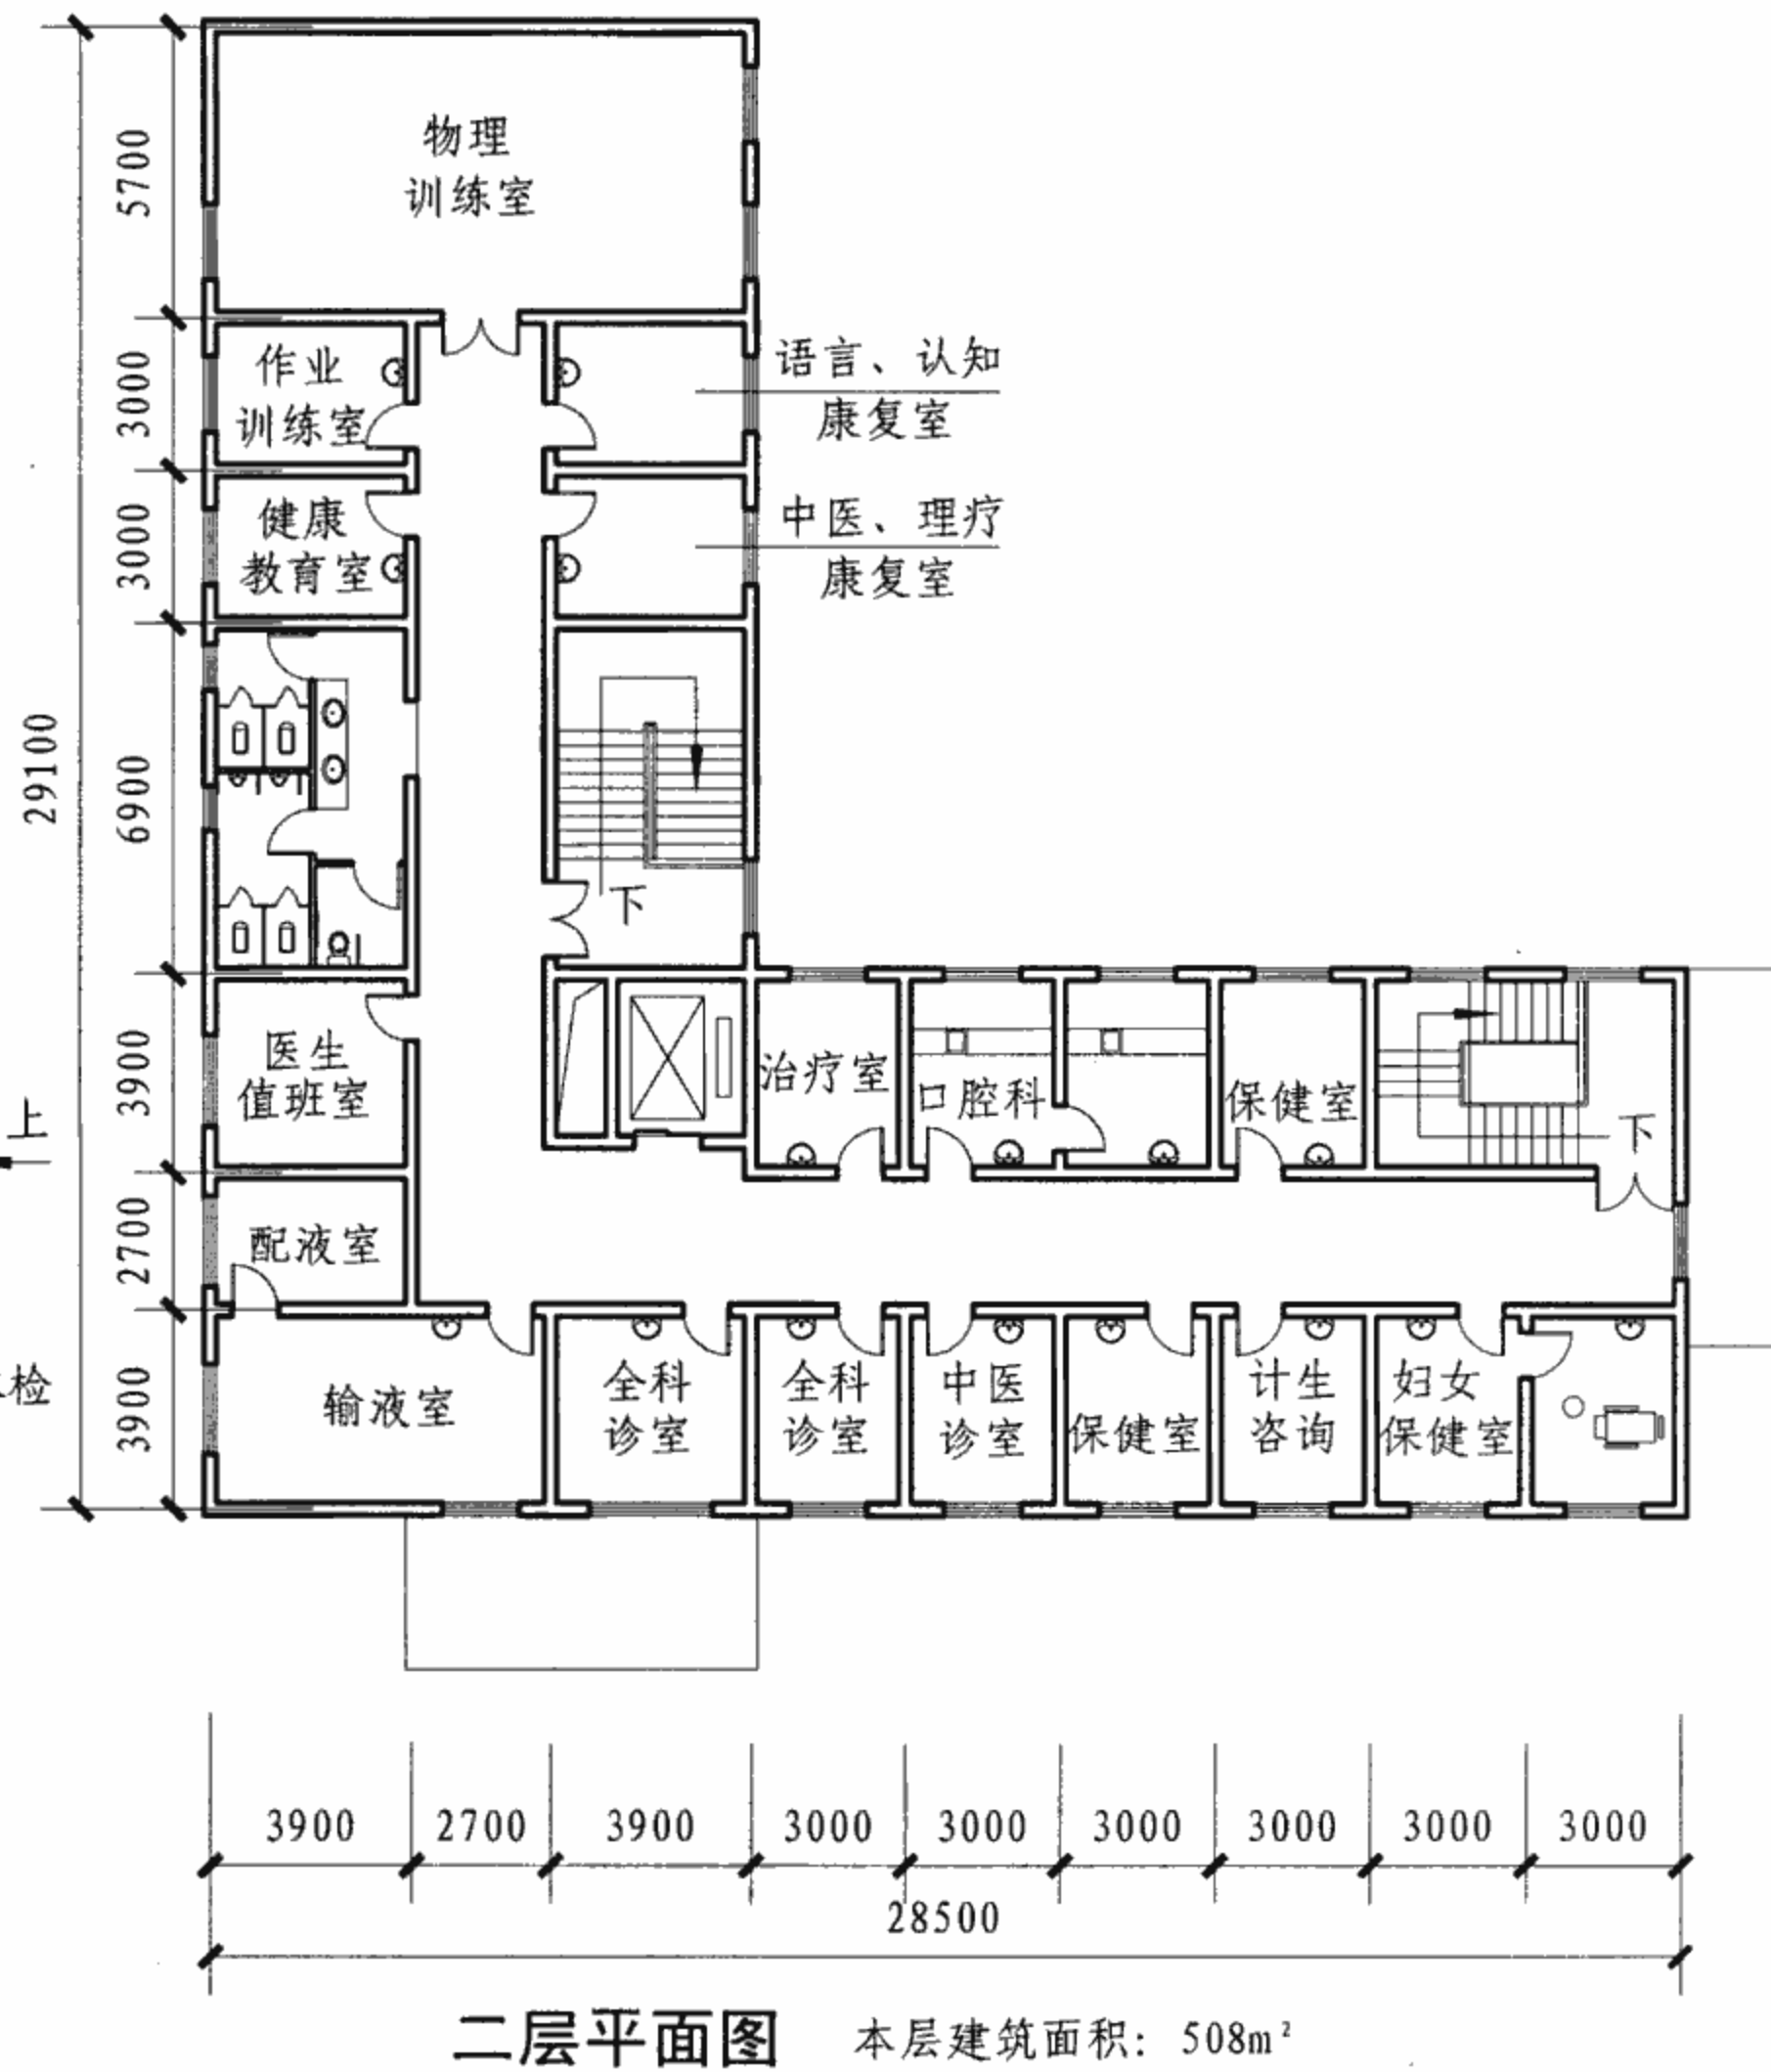 物理
训练室
作业
训练室
语言、认知
康复室
健康
教育室
中医、理疗
康复室
下
医生
值班室
治疗室
口腔科
保健室
下
上
配液室
检
输液室
全科
诊室
全科
诊室
中医
诊室
保健室
计生
咨询
妇女
保健室
5700
3000
3000
6900
3900
2700
3900
29100
3900
2700
3900
3000
3000
3000
3000
3000
3000
28500
二层平面图 本层建筑面积: 508m²